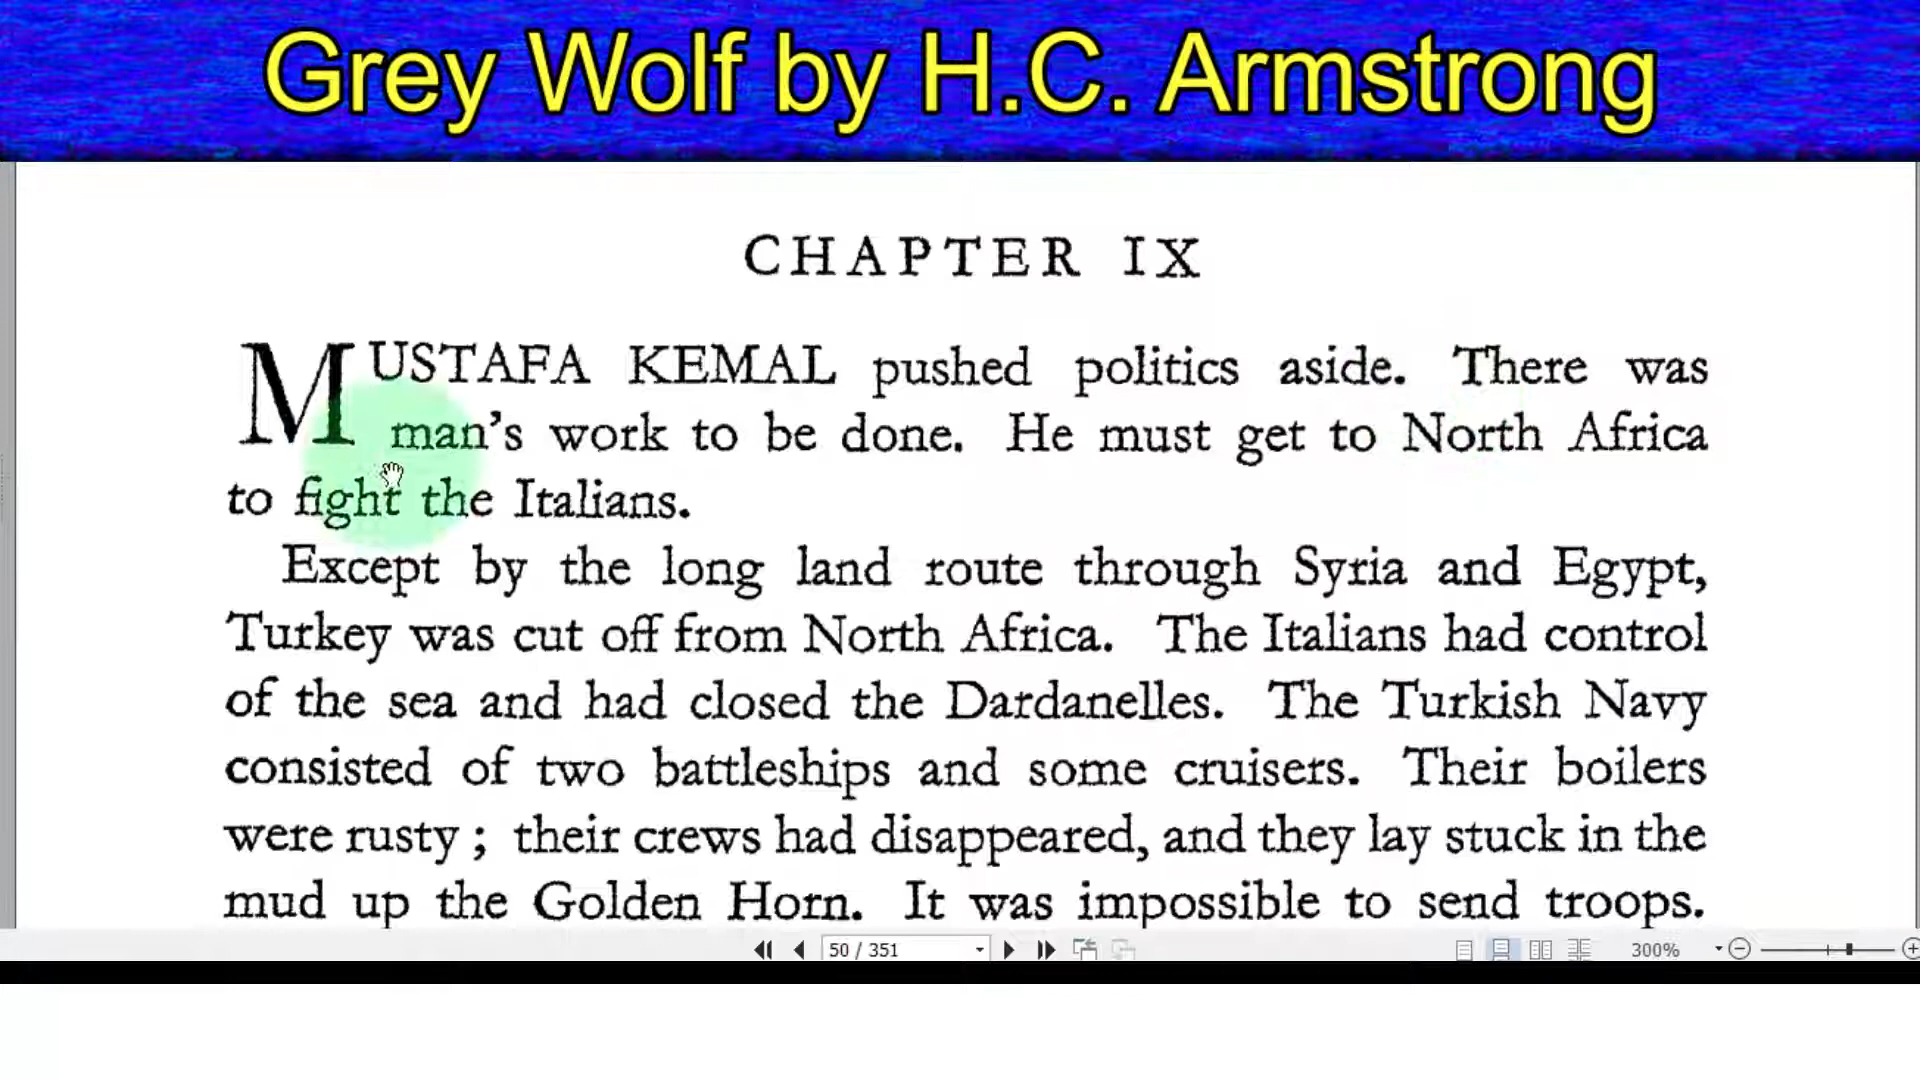 Grey Wolf by H.C. Armstrong
CHAPTER IX
MUSTAFA KEMAL pushed politics aside. There was
man's work to be done. He must get to North Africa
to fight the Italians.
Except by the long land route through Syria and Egypt,
Turkey was cut off from North Africa. The Italians had control
of the sea and had closed the Dardanelles. The Turkish Navy
consisted of two battleships and some cruisers. Their boilers
were rusty ; their crews had disappeared, and they lay stuck in the
mud up the Golden Horn. It was impossible to send troops.
50 / 351
300%